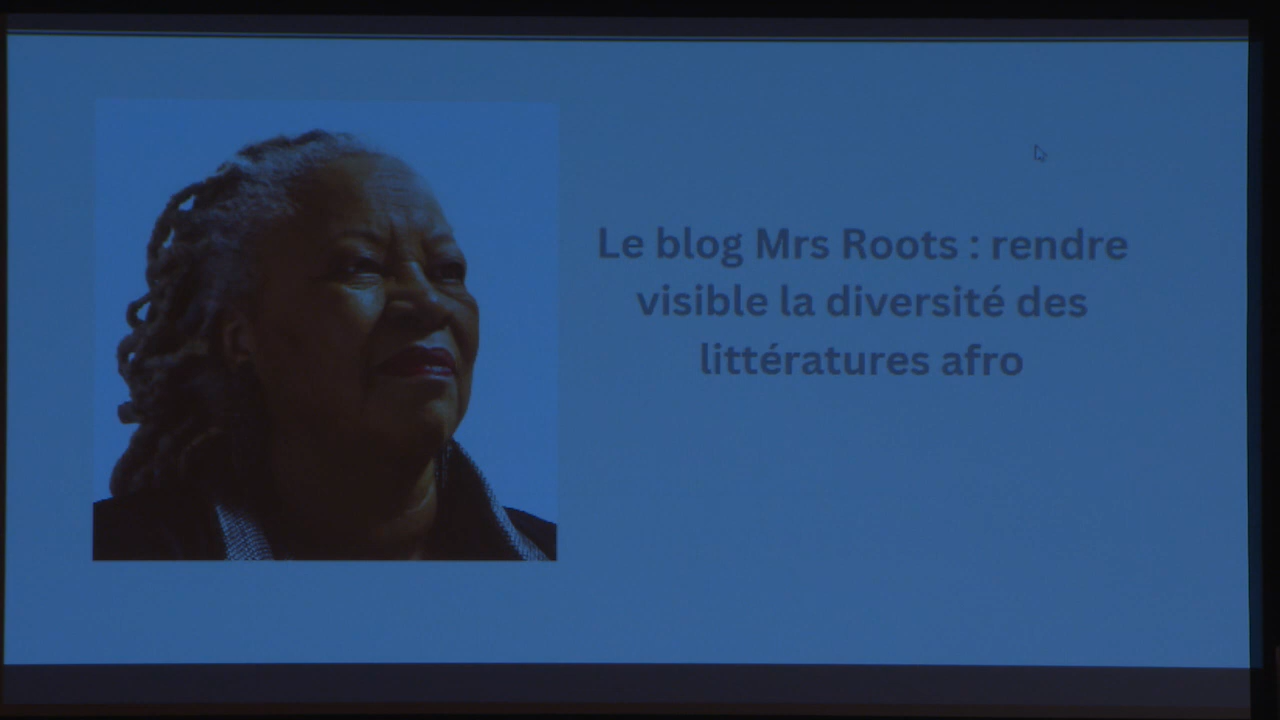 Le blog Mrs Roots : rendre
visible la diversité des
littératures afro